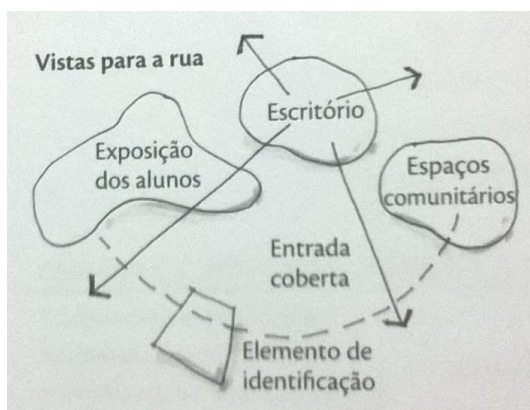 Vistas para a rua
Escritório
Exposição
dos alunos
Espaços
comunitários
Entrada
coberta
Elemento de
identificação